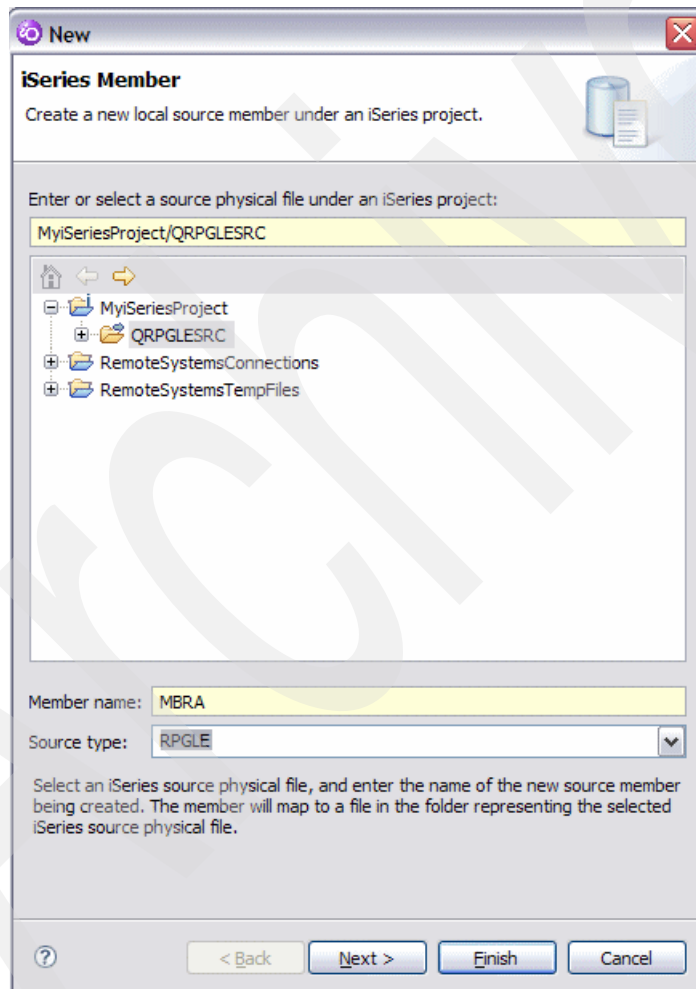 New
iSeries Member
Create a new local source member under an iSeries project.
Enter or select a source physical file under an iSeries project:
MyiSeriesProject/QRPGLESRC
MyiSeriesProject
QRPGLESRC
RemoteSystemsConnections
RemoteSystemsTempFiles
Member name: MBRA
Source type: RPGLE
Select an iSeries source physical file, and enter the name of the new source member
being created. The member will map to a file in the folder representing the selected
iSeries source physical file.
< Back Next > Finish Cancel